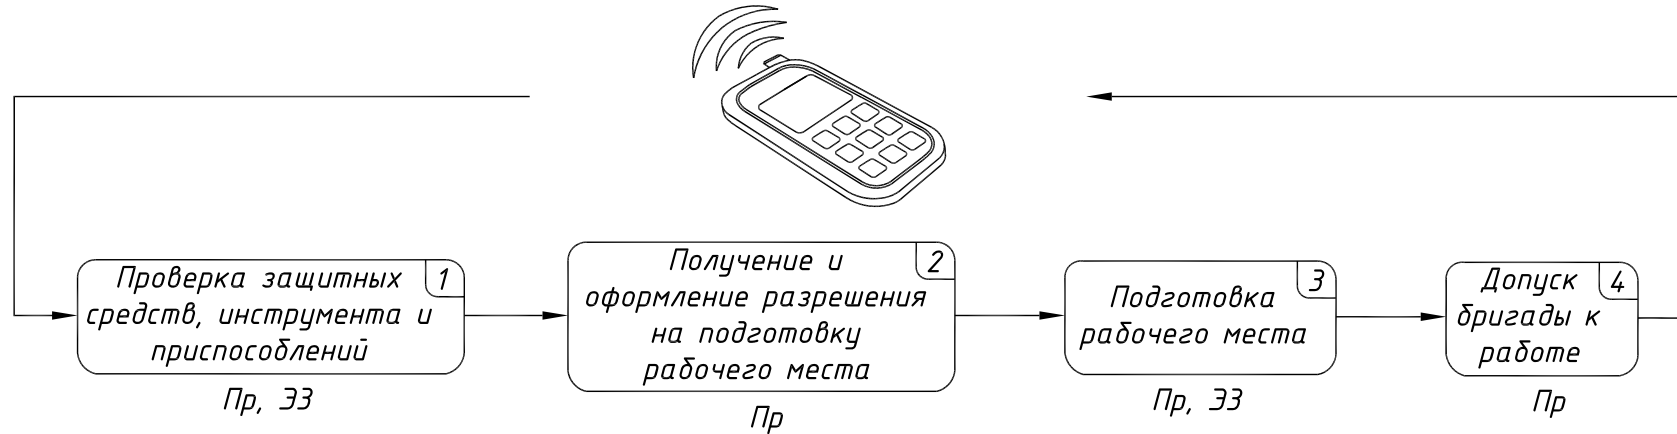 Проверка защитных
средств, инструмента и
приспособлений
1
Пр, ЭЗ
Получение и
оформление разрешения
на подготовку
рабочего места
2
Пр
Подготовка
рабочего места
3
Пр, ЭЗ
Допуск
бригады к
работе
4
Пр